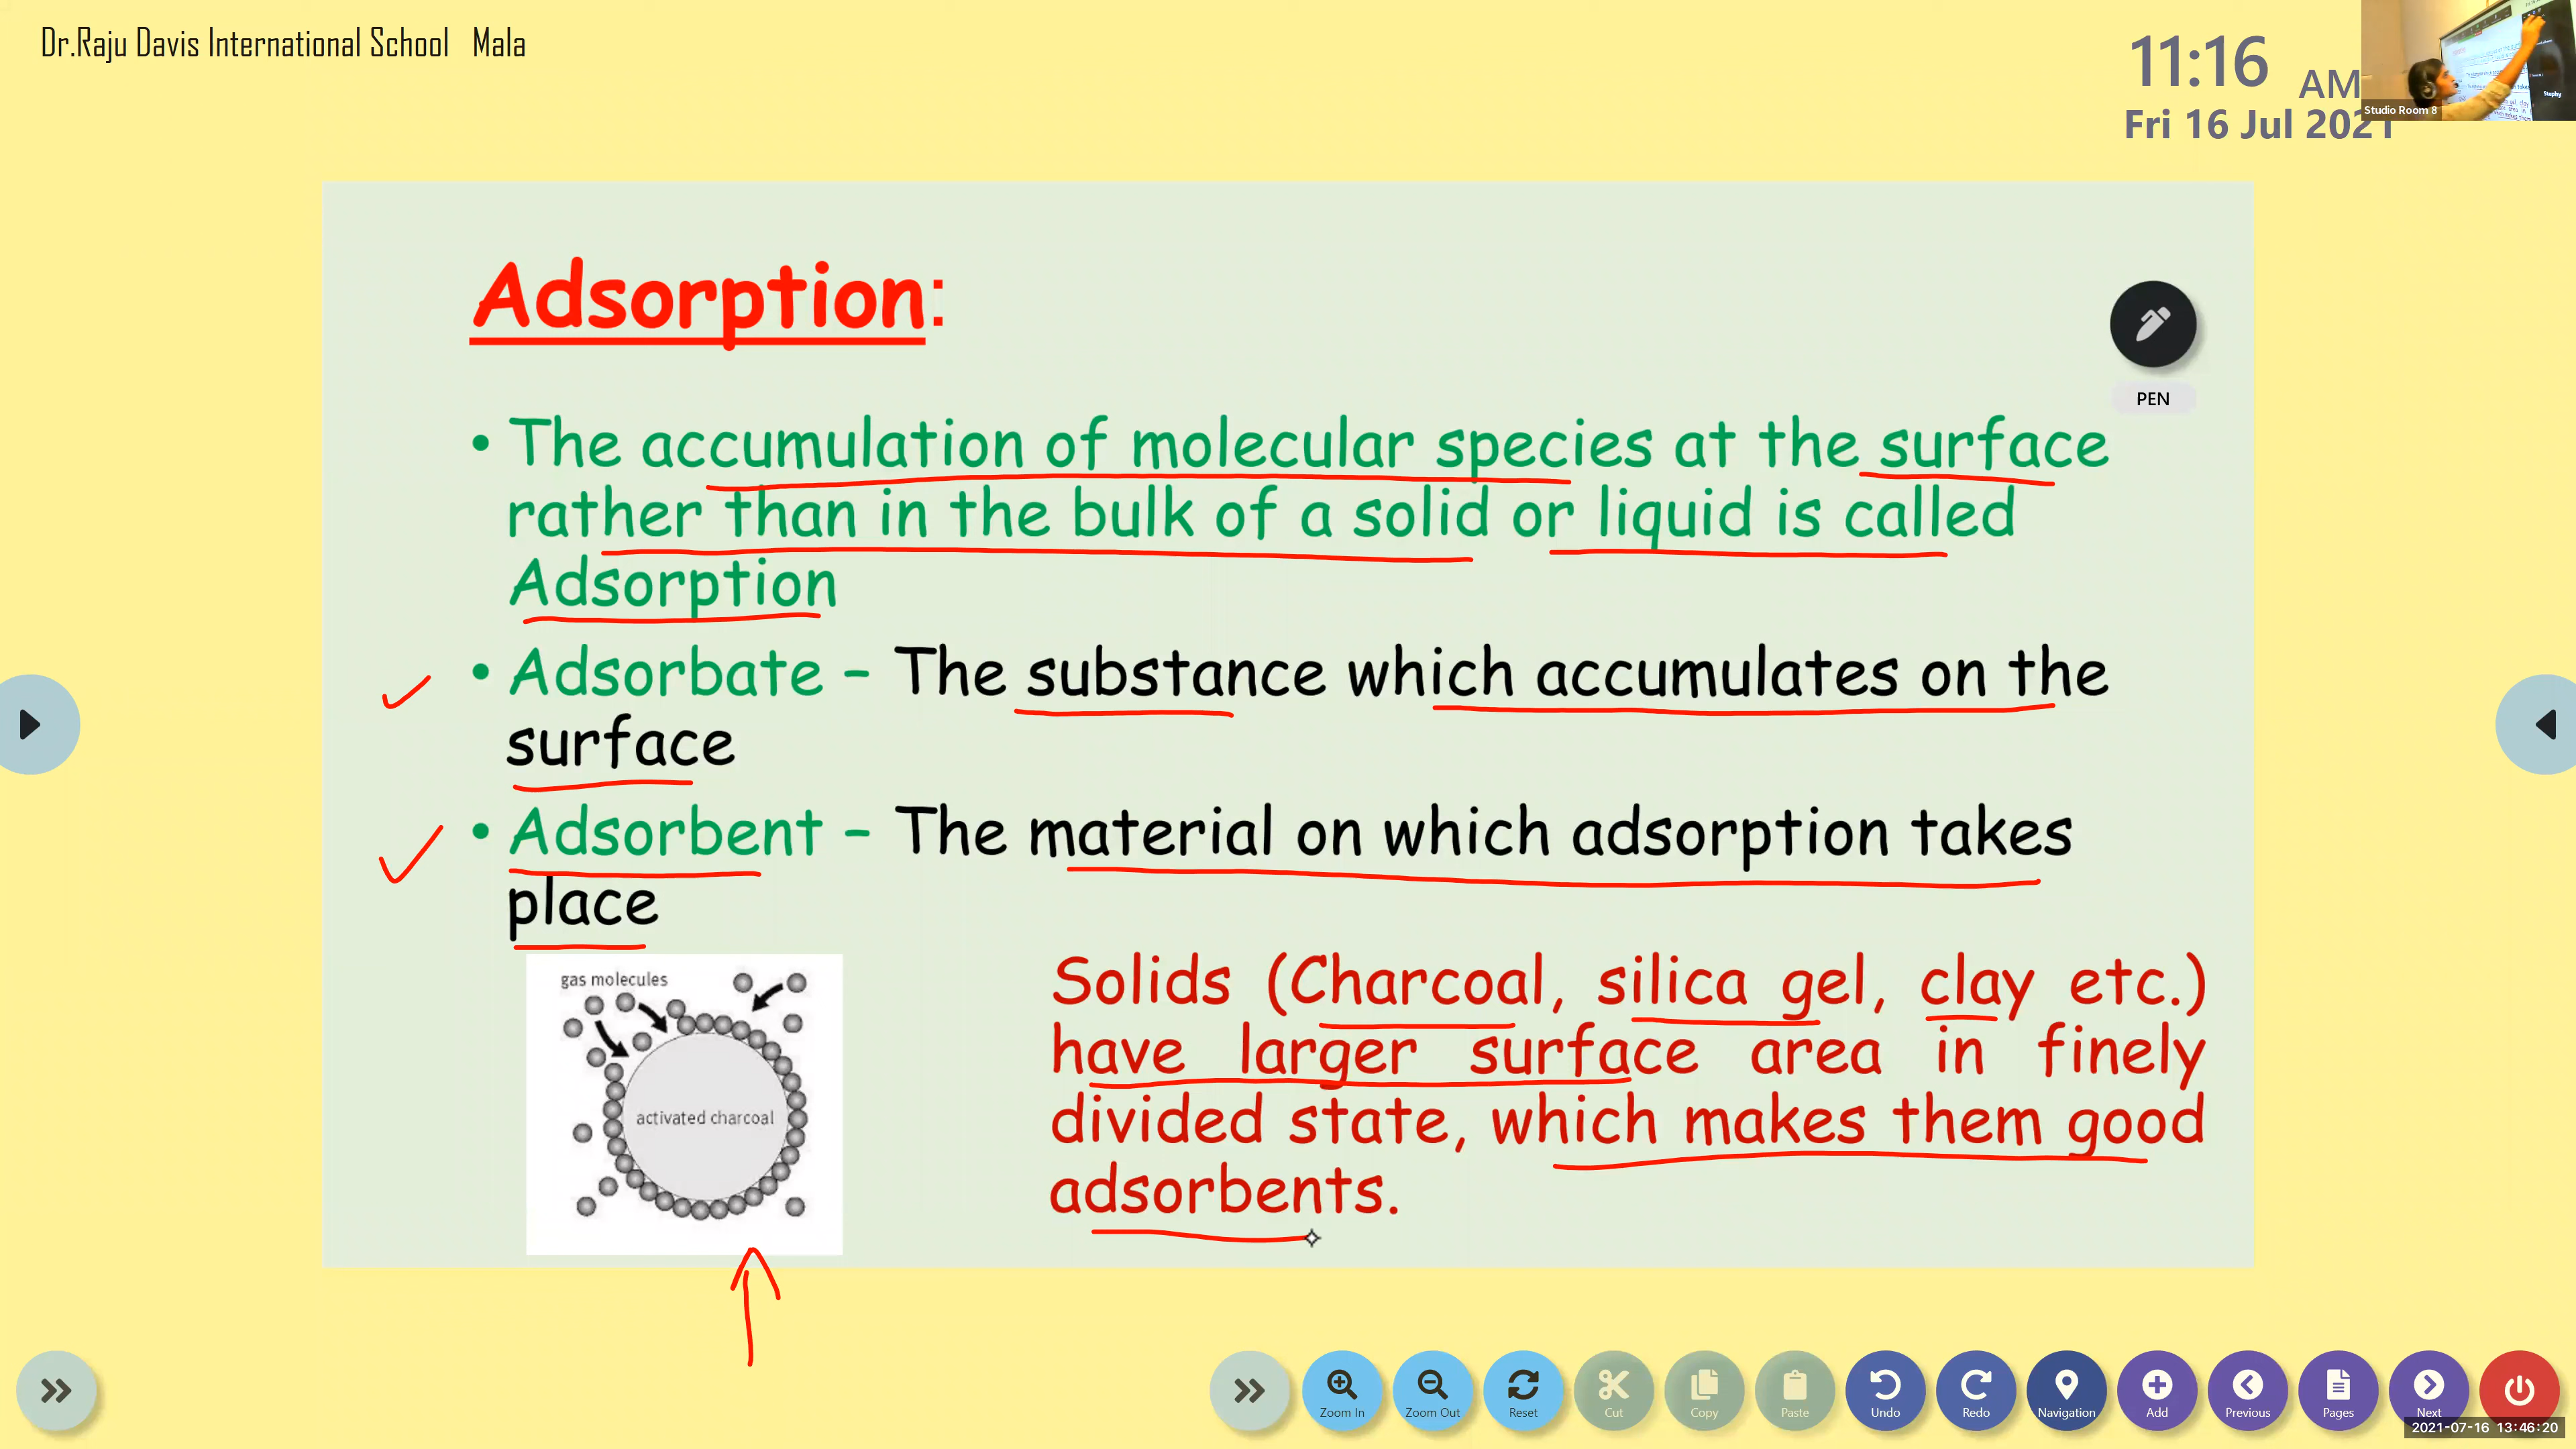 Dr.Raju Davis International School Mala
11:16 AM
Fri 16 Jul 2021
Studio Room 8
Stephy
Adsorption:
PEN
• The accumulation of molecular species at the surface
rather than in the bulk of a solid or liquid is called
Adsorption
• Adsorbate – The substance which accumulates on the
surface
• Adsorbent – The material on which adsorption takes
place
gas molecules
activated charcoal
Solids (Charcoal, silica gel, clay etc.)
have larger surface area in finely
divided state, which makes them good
adsorbents.
Zoom In
Zoom Out
Reset
Cut
Copy
Paste
Undo
Redo
Navigation
Add
Previous
Pages
Next
2021-07-16 13:46:20